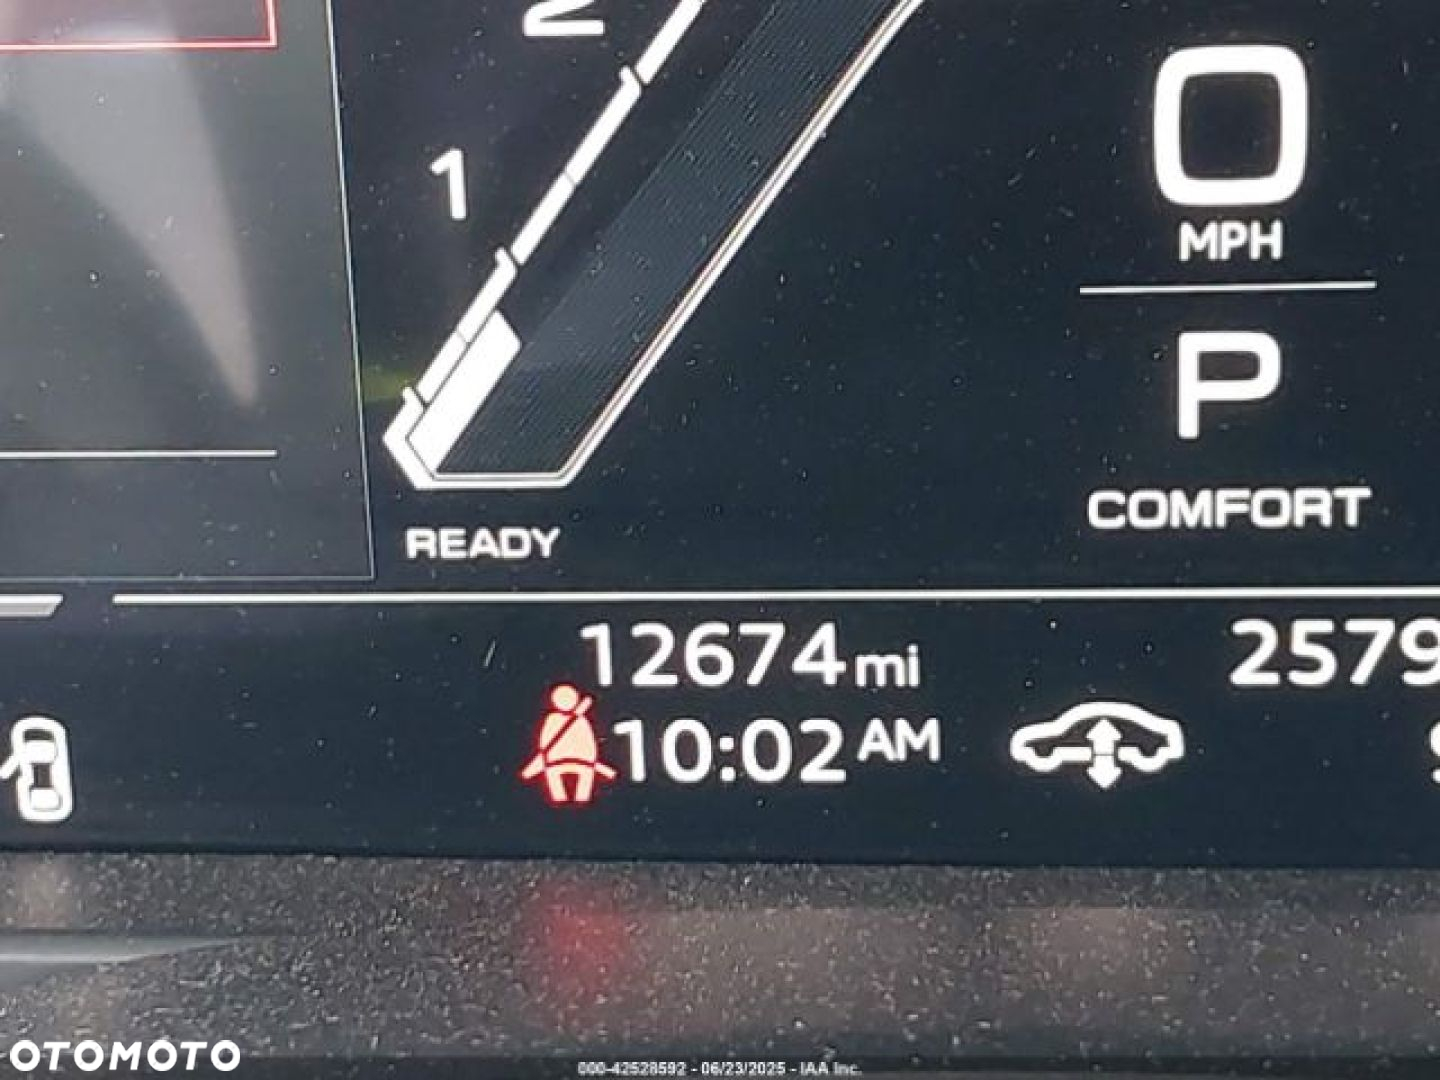 2
1
0
MPH
P
COMFORT
READY
12674 mi
2579
10:02 AM
OTOMOTO
000-42528592 - 06/23/2025 - IAA Inc.